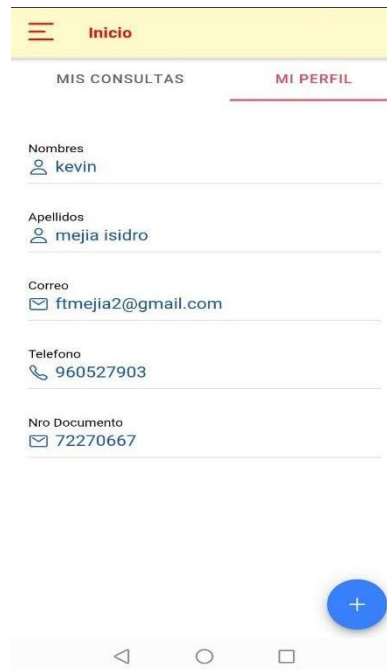 Inicio
MIS CONSULTAS MI PERFIL
Nombres
kevin
Apellidos
mejia isidro
Correo
ftmejia2@gmail.com
Telefono
960527903
Nro Documento
72270667
+